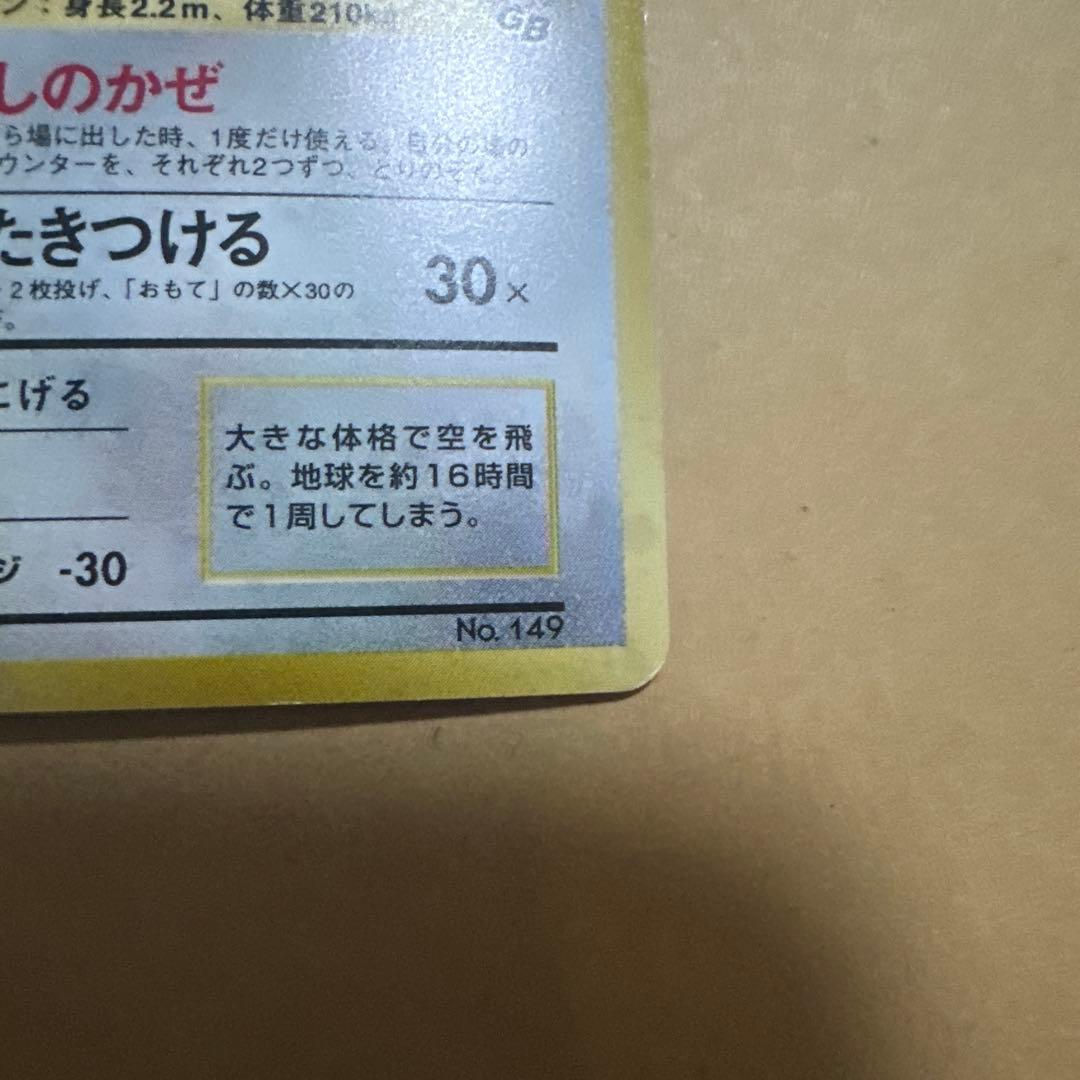 ン：身長2.2m、体重210kg
GB
しのかぜ
ら場に出した時、1度だけ使える。自分の場の
ウンターを、それぞれ2つずつ、とりのぞく。
たきつける
2枚投げ、「おもて」の数×30の
30×
にげる
大きな体格で空を飛
ぶ。地球を約16時間
で1周してしまう。
ジ -30
No. 149